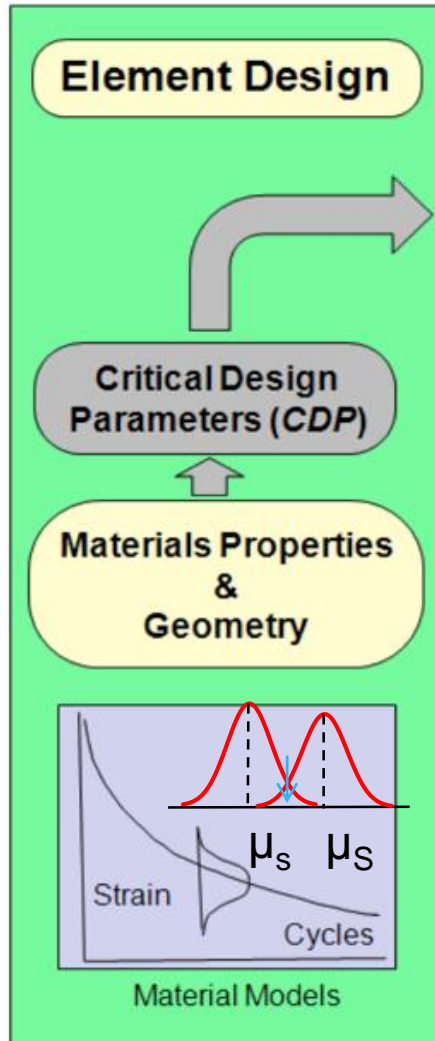 Element Design
Critical Design
Parameters (CDP)
Materials Properties
&
Geometry
μs μS
Strain
Cycles
Material Models